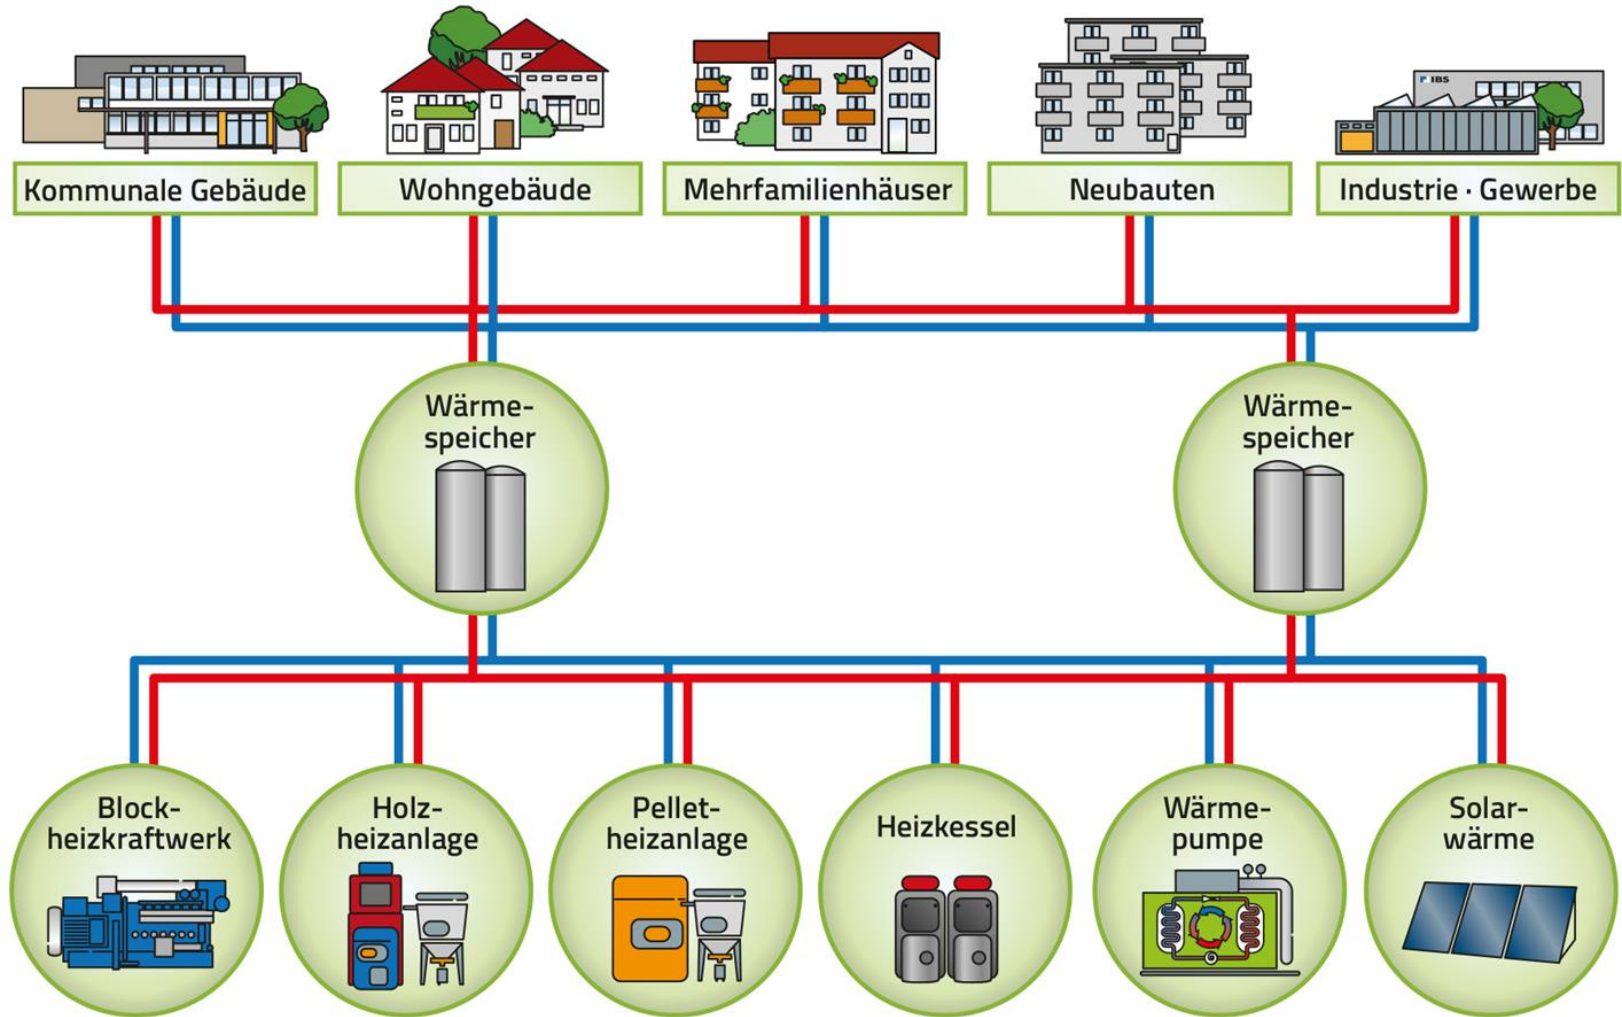 IBS
Kommunale Gebäude
Wohngebäude
Mehrfamilienhäuser
Neubauten
Industrie · Gewerbe
Wärme-
speicher
Wärme-
speicher
Block-
heizkraftwerk
Holz-
heizanlage
Pellet-
heizanlage
Heizkessel
Wärme-
pumpe
Solar-
wärme